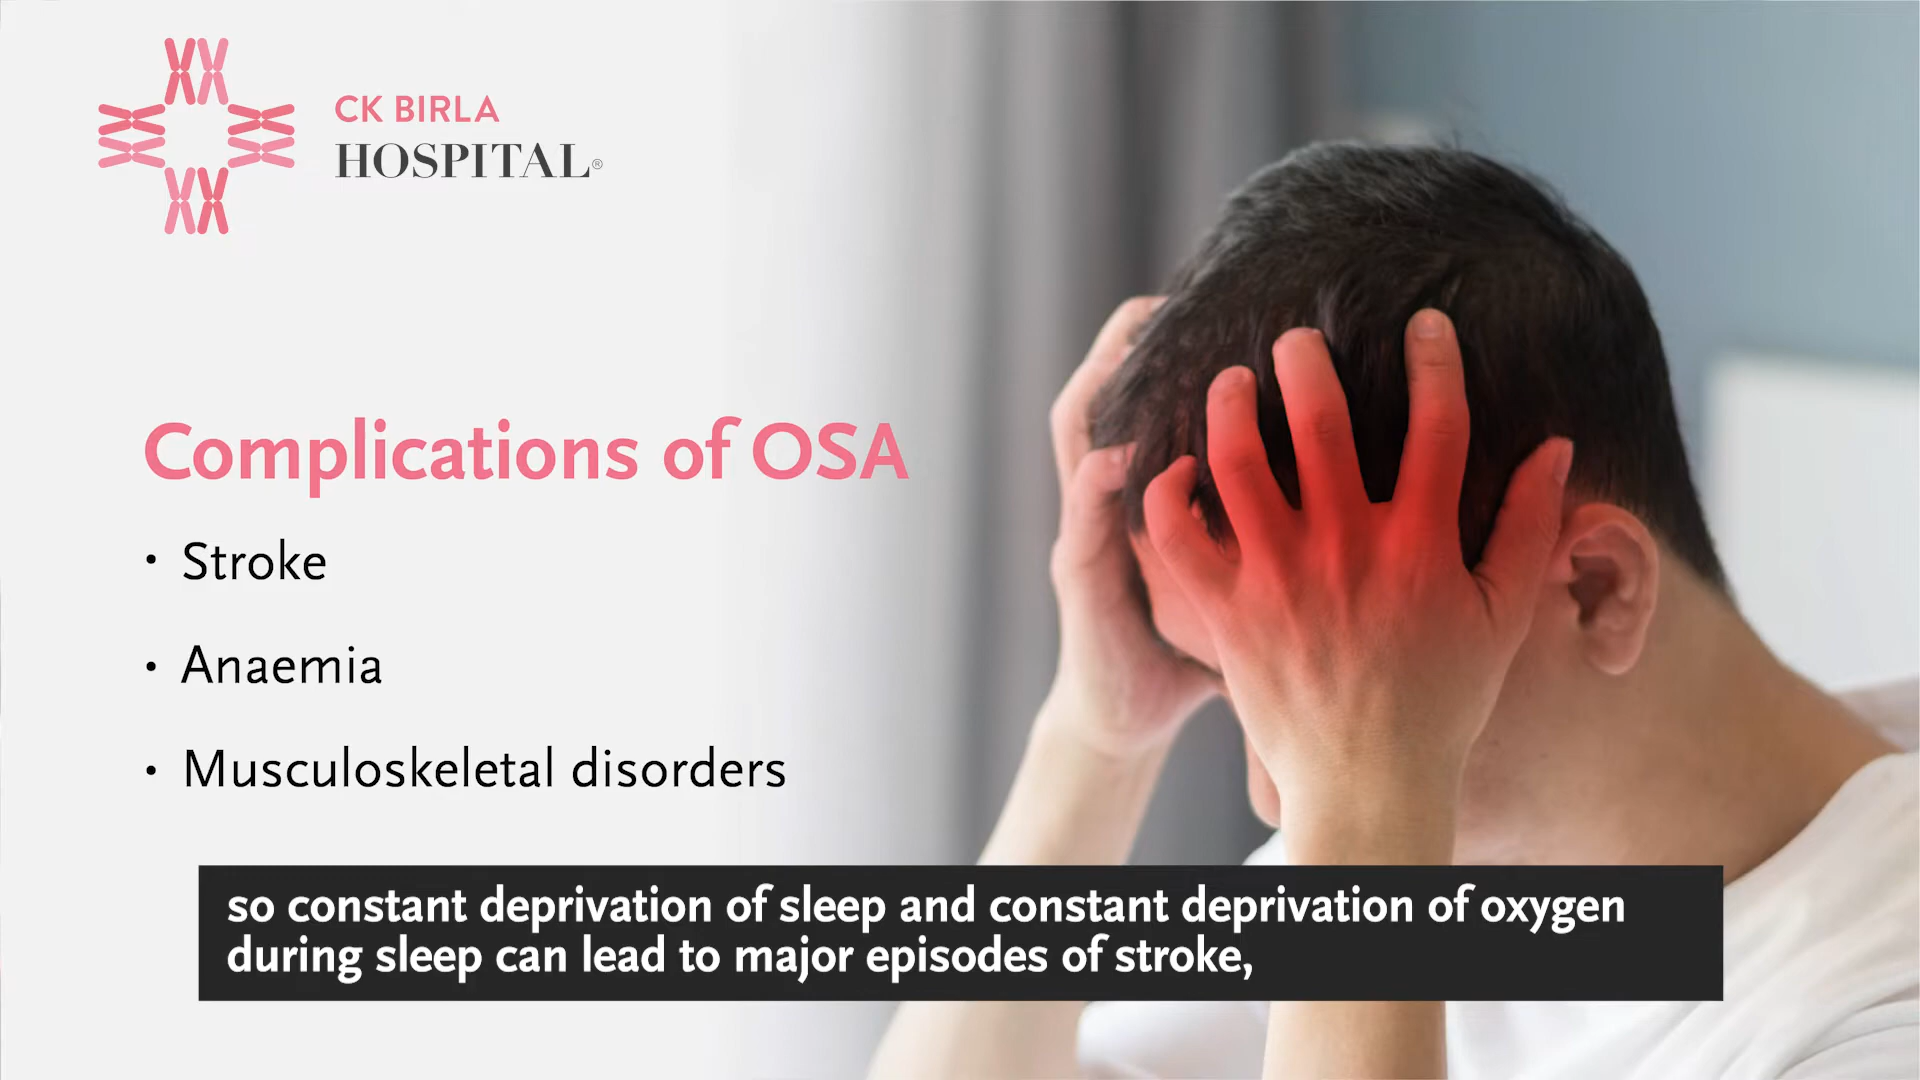 CK BIRLA
HOSPITAL®
Complications of OSA
• Stroke
• Anaemia
• Musculoskeletal disorders
so constant deprivation of sleep and constant deprivation of oxygen
during sleep can lead to major episodes of stroke,